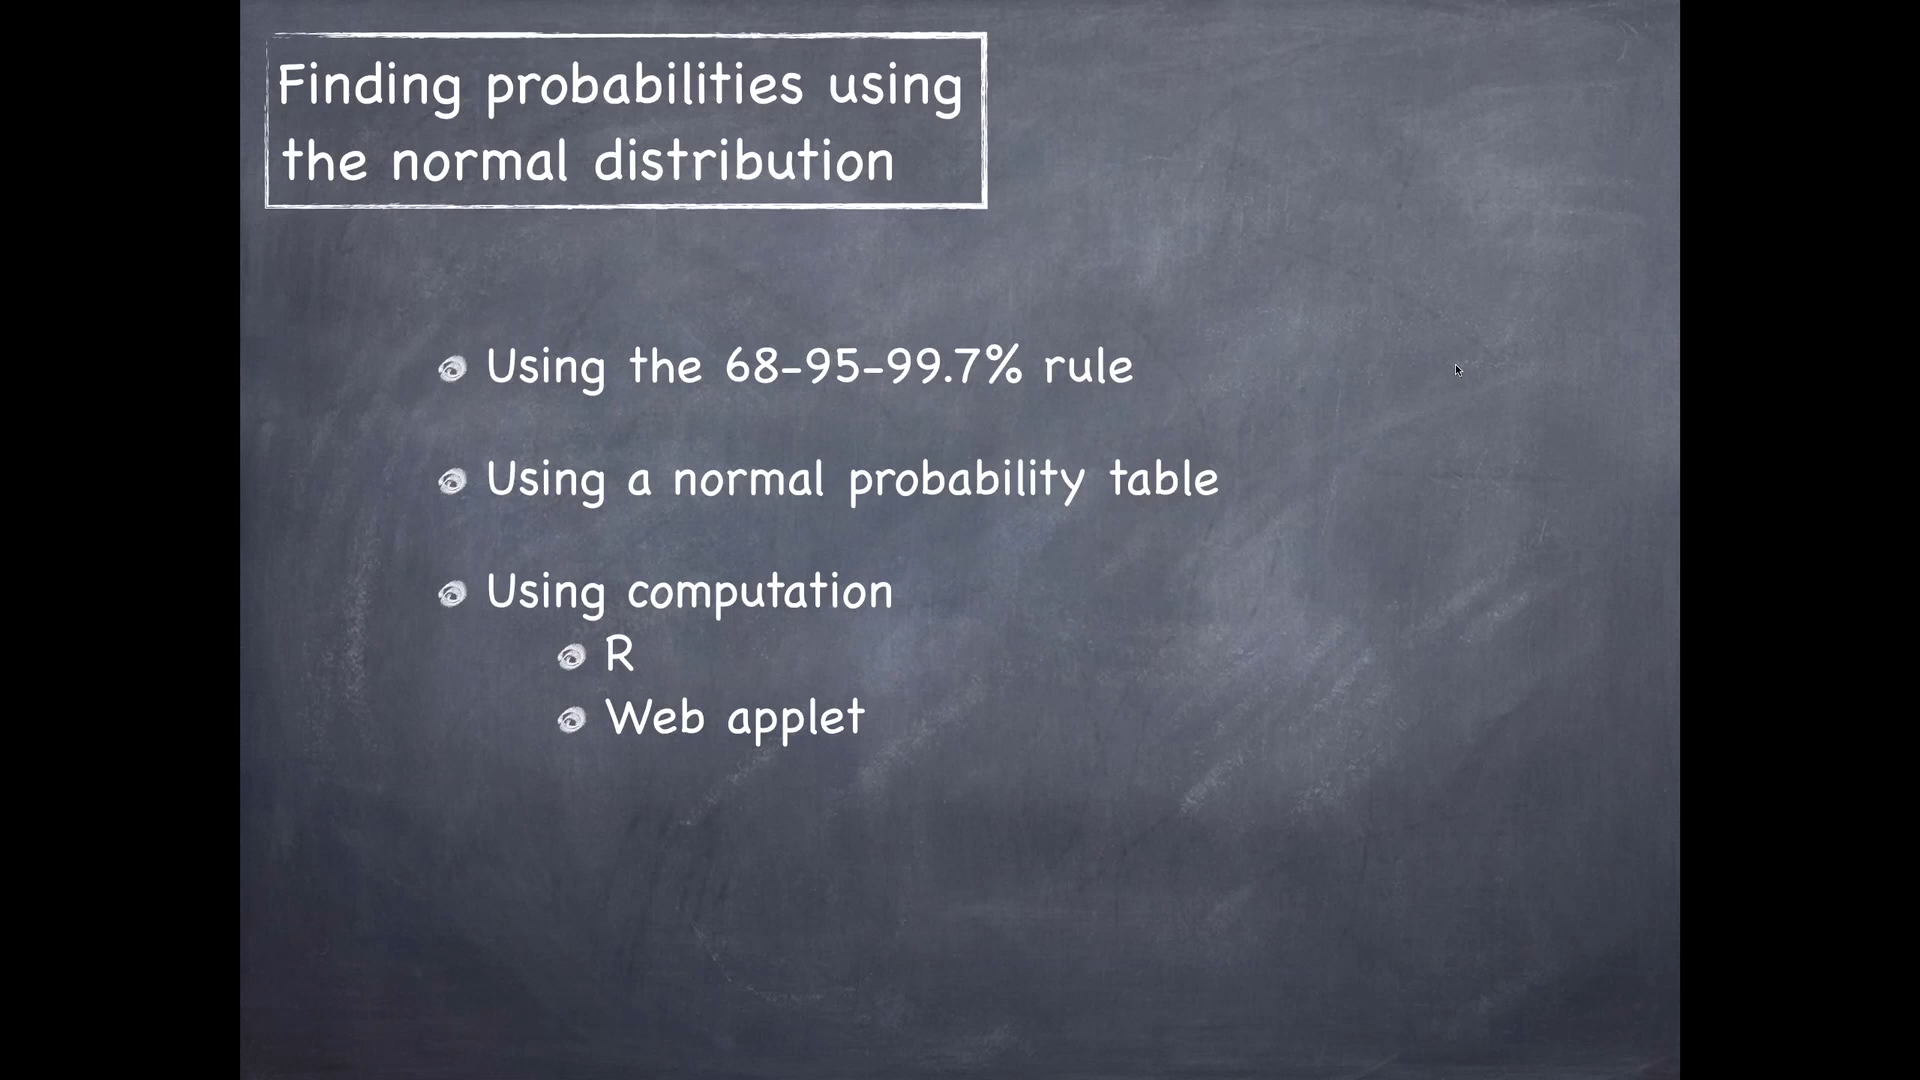 Finding probabilities using
the normal distribution
Using the 68-95-99.7% rule
Using a normal probability table
Using computation
R
Web applet